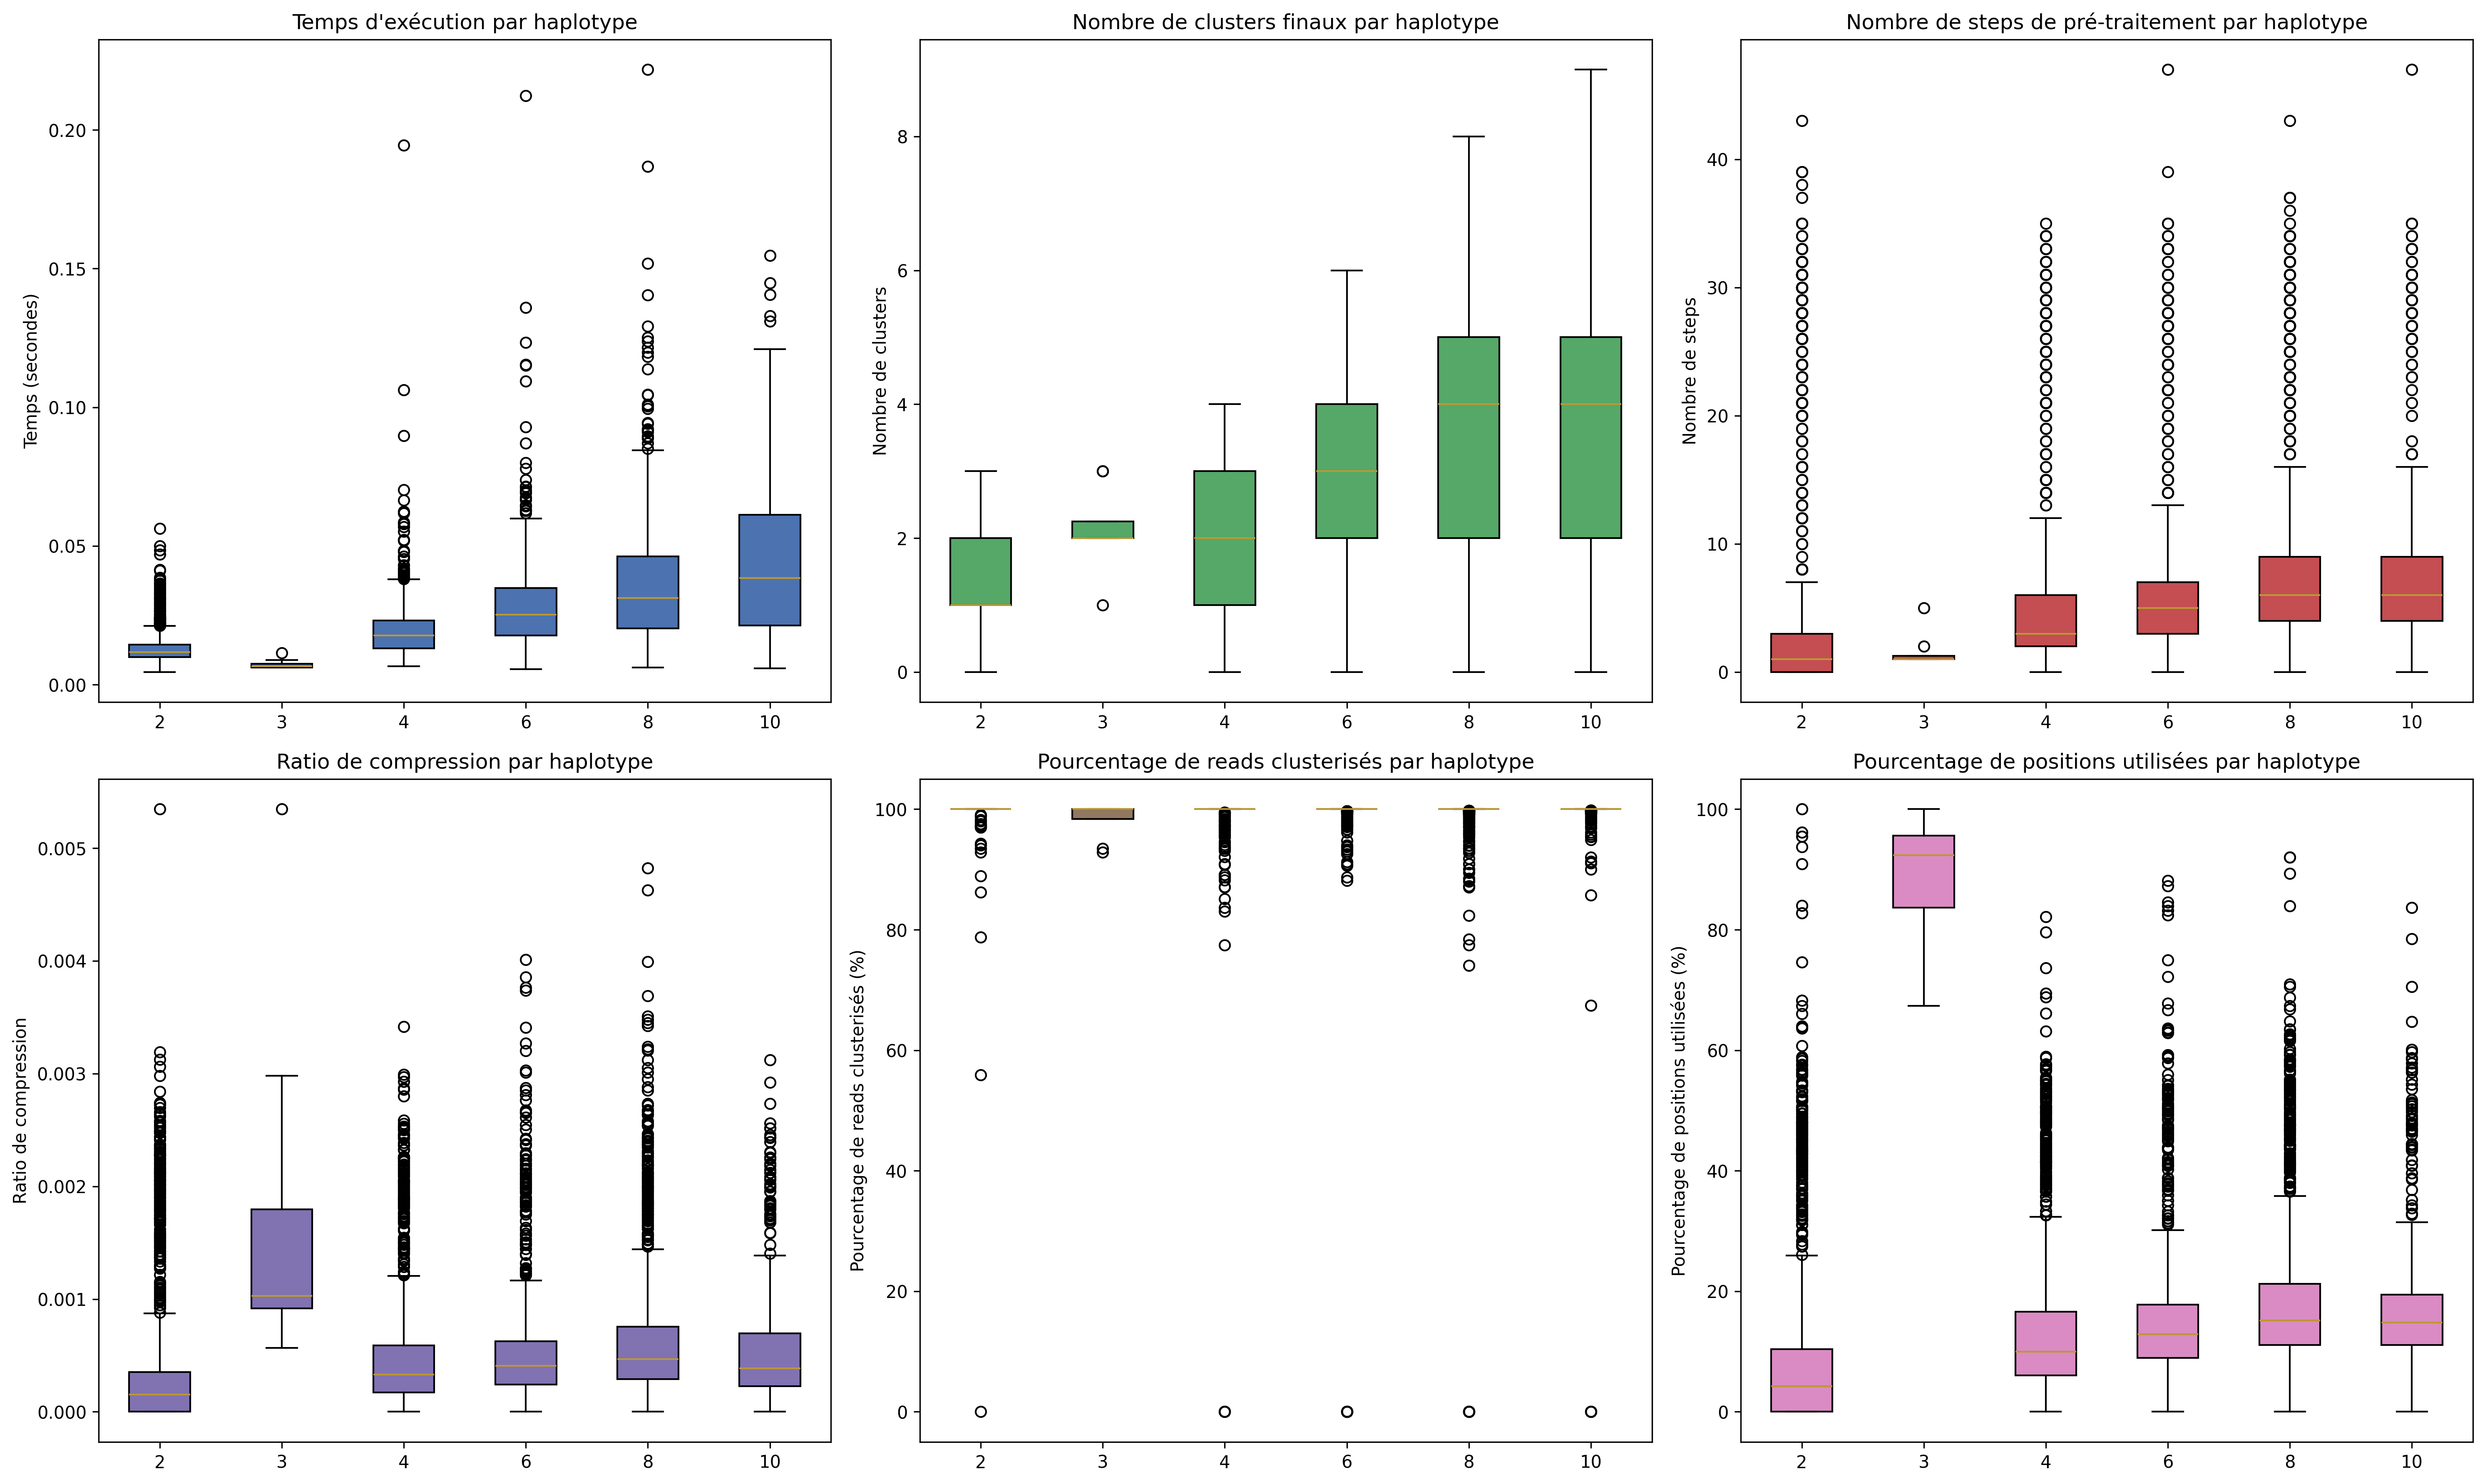 Temps d'exécution par haplotype
Temps (secondes)
0.20
0.15
0.10
0.05
0.00
2 3 4 6 8 10
Nombre de clusters finaux par haplotype
Nombre de clusters
8
6
4
2
0
2 3 4 6 8 10
Nombre de steps de pré-traitement par haplotype
Nombre de steps
40
30
20
10
0
2 3 4 6 8 10
Ratio de compression par haplotype
Ratio de compression
0.005
0.004
0.003
0.002
0.001
0.000
2 3 4 6 8 10
Pourcentage de reads clusterisés par haplotype
Pourcentage de reads clusterisés (%)
100
80
60
40
20
0
2 3 4 6 8 10
Pourcentage de positions utilisées par haplotype
Pourcentage de positions utilisées (%)
100
80
60
40
20
0
2 3 4 6 8 10